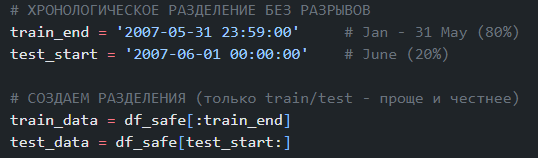 # ХРОНОЛОГИЧЕСКОЕ РАЗДЕЛЕНИЕ БЕЗ РАЗРЫВОВ
train_end = '2007-05-31 23:59:00'    # Jan - 31 May (80%)
test_start = '2007-06-01 00:00:00'   # June (20%)
# СОЗДАЕМ РАЗДЕЛЕНИЯ (только train/test - проще и честнее)
train_data = df_safe[:train_end]
test_data = df_safe[test_start:]